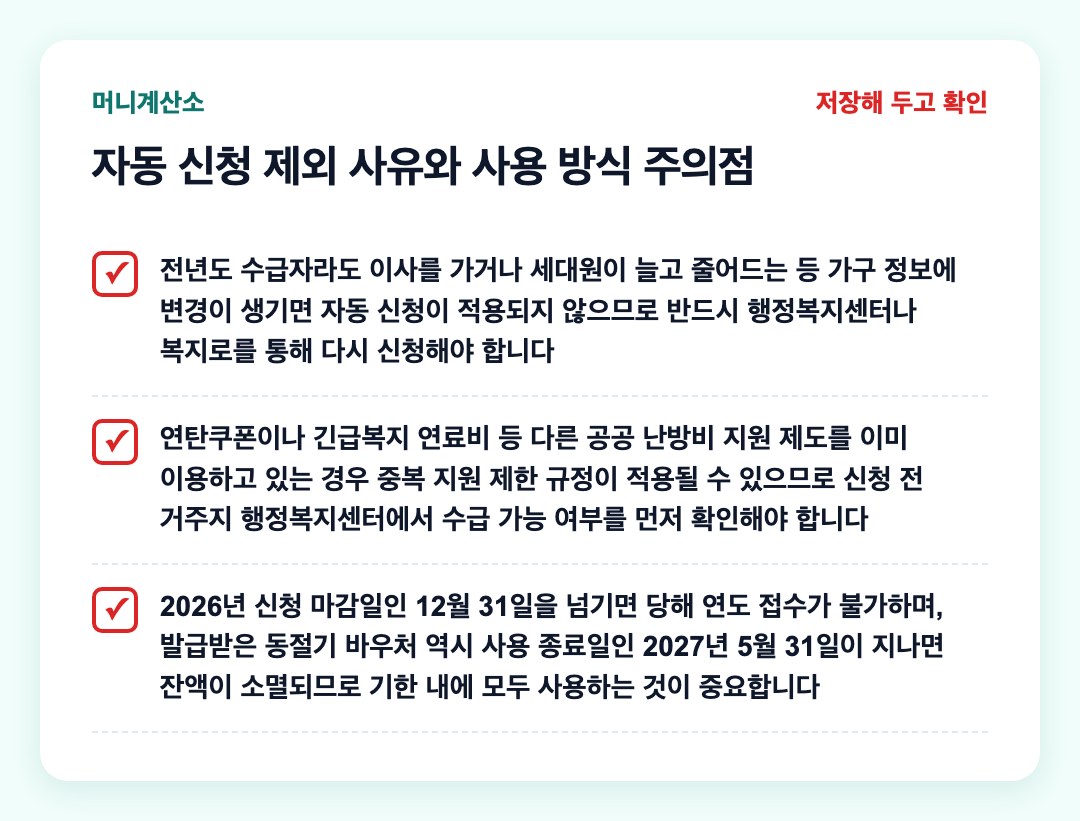 머니계산소
저장해 두고 확인
자동 신청 제외 사유와 사용 방식 주의점
전년도 수급자라도 이사를 가거나 세대원이 늘고 줄어드는 등 가구 정보에
변경이 생기면 자동 신청이 적용되지 않으므로 반드시 행정복지센터나
복지로를 통해 다시 신청해야 합니다
연탄쿠폰이나 긴급복지 연료비 등 다른 공공 난방비 지원 제도를 이미
이용하고 있는 경우 중복 지원 제한 규정이 적용될 수 있으므로 신청 전
거주지 행정복지센터에서 수급 가능 여부를 먼저 확인해야 합니다
2026년 신청 마감일인 12월 31일을 넘기면 당해 연도 접수가 불가하며,
발급받은 동절기 바우처 역시 사용 종료일인 2027년 5월 31일이 지나면
잔액이 소멸되므로 기한 내에 모두 사용하는 것이 중요합니다